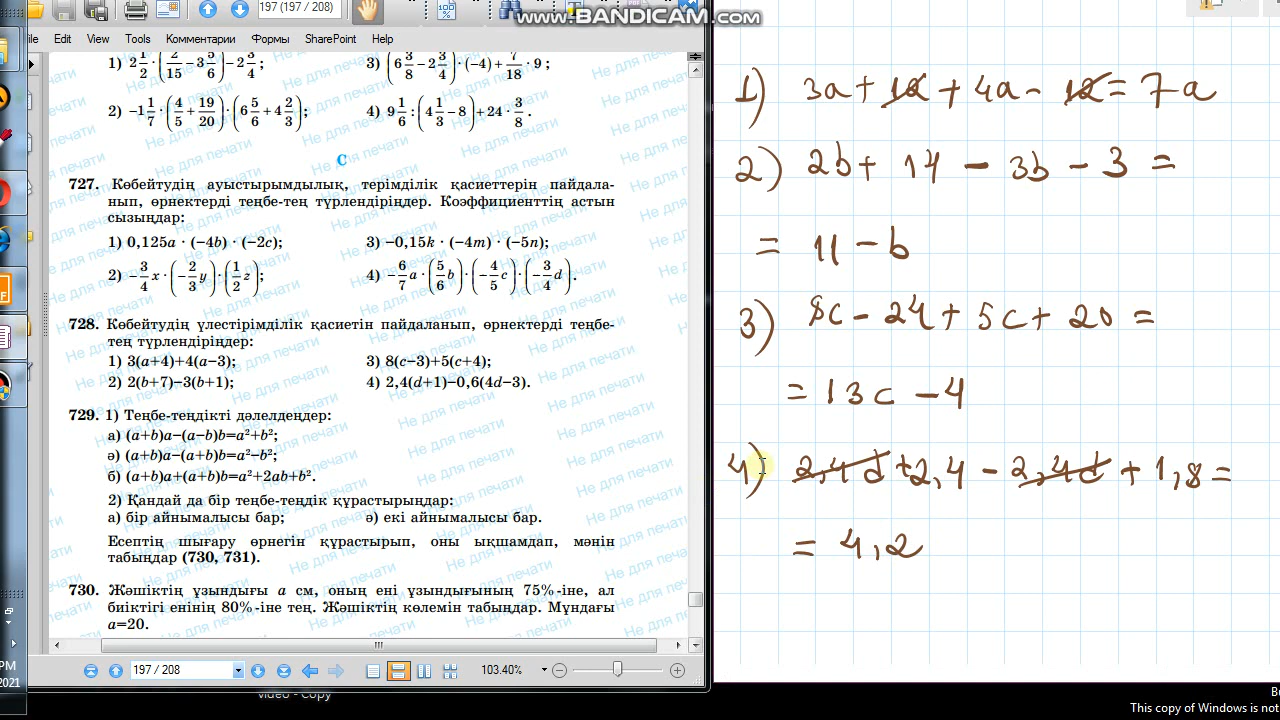 197 (197 / 208)
www.BANDICAM.com
File Edit View Tools Комментарии Формы SharePoint Help
1) 2 1/2 · (2/15 − 3 5/6) − 2 3/4;
3) (6 3/8 − 2 3/4) · (−4) + 7/18 · 9;
2) −1 1/7 · (4/5 + 19/20) · (6 5/6 + 4 2/3);
4) 9 1/6 : (4 1/3 − 8) + 24 · 3/8.
С
727. Көбейтудің ауыстырымдылық, терімділік қасиеттерін пайдала-
нып, өрнектерді теңбе-тең түрлендіріңдер. Коэффициенттің астын
сызыңдар:
1) 0,125a · (−4b) · (−2c);
3) −0,15k · (−4m) · (−5n);
2) −3/4 x · (−2/3 y) · (1/2 z);
4) −6/7 a · (5/6 b) · (−4/5 c) · (−3/4 d).
728. Көбейтудің үлестірімділік қасиетін пайдаланып, өрнектерді теңбе-
тең түрлендіріңдер:
1) 3(a+4)+4(a−3);
3) 8(c−3)+5(c+4);
2) 2(b+7)−3(b+1);
4) 2,4(d+1)−0,6(4d−3).
729. 1) Теңбе-теңдікті дәлелдеңдер:
а) (a+b)a−(a−b)b=a²+b²;
ә) (a+b)a−(a+b)b=a²−b²;
б) (a+b)a+(a+b)b=a²+2ab+b².
2) Қандай да бір теңбе-теңдік құрастырыңдар:
а) бір айнымалысы бар;
ә) екі айнымалысы бар.
Есептің шығару өрнегін құрастырып, оны ықшамдап, мәнін
табыңдар (730, 731).
730. Жәшіктің ұзындығы a см, оның ені ұзындығының 75%-іне, ал
биіктігі енінің 80%-іне тең. Жәшіктің көлемін табыңдар. Мұндағы
a=20.
Не для печати
197 / 208
103.40%
1) 3a + 12 + 4a − 12 = 7a
2) 2b + 14 − 3b − 3 =
= 11 − b
3) 8c − 24 + 5c + 20 =
= 13c − 4
4) 2,4d + 2,4 − 2,4d + 1,8 =
= 4,2
PM
2021
video - Copy
This copy of Windows is not